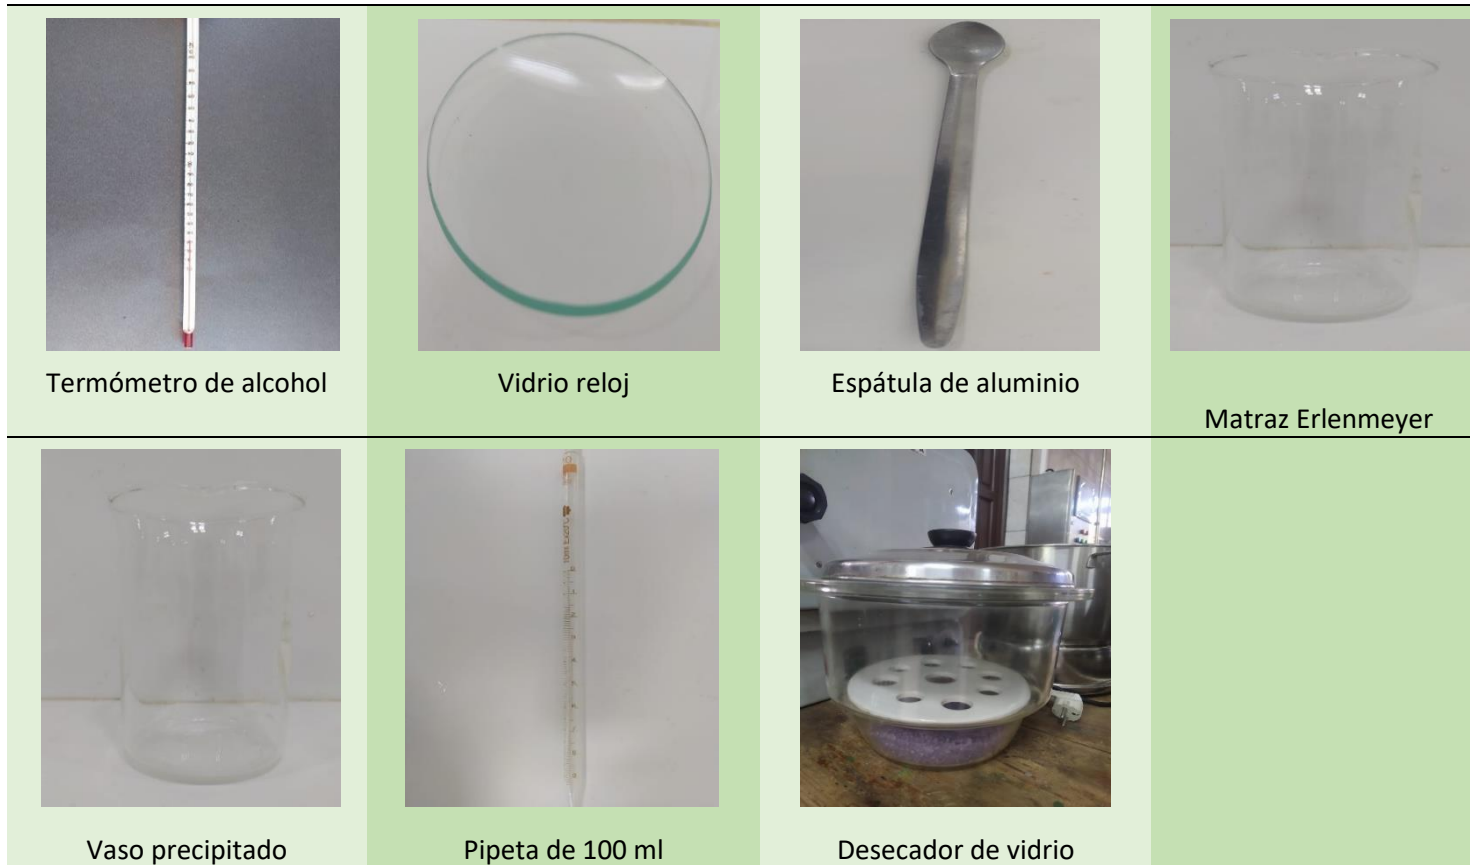 Termómetro de alcohol
Vidrio reloj
Espátula de aluminio
Matraz Erlenmeyer
Vaso precipitado
Pipeta de 100 ml
Desecador de vidrio